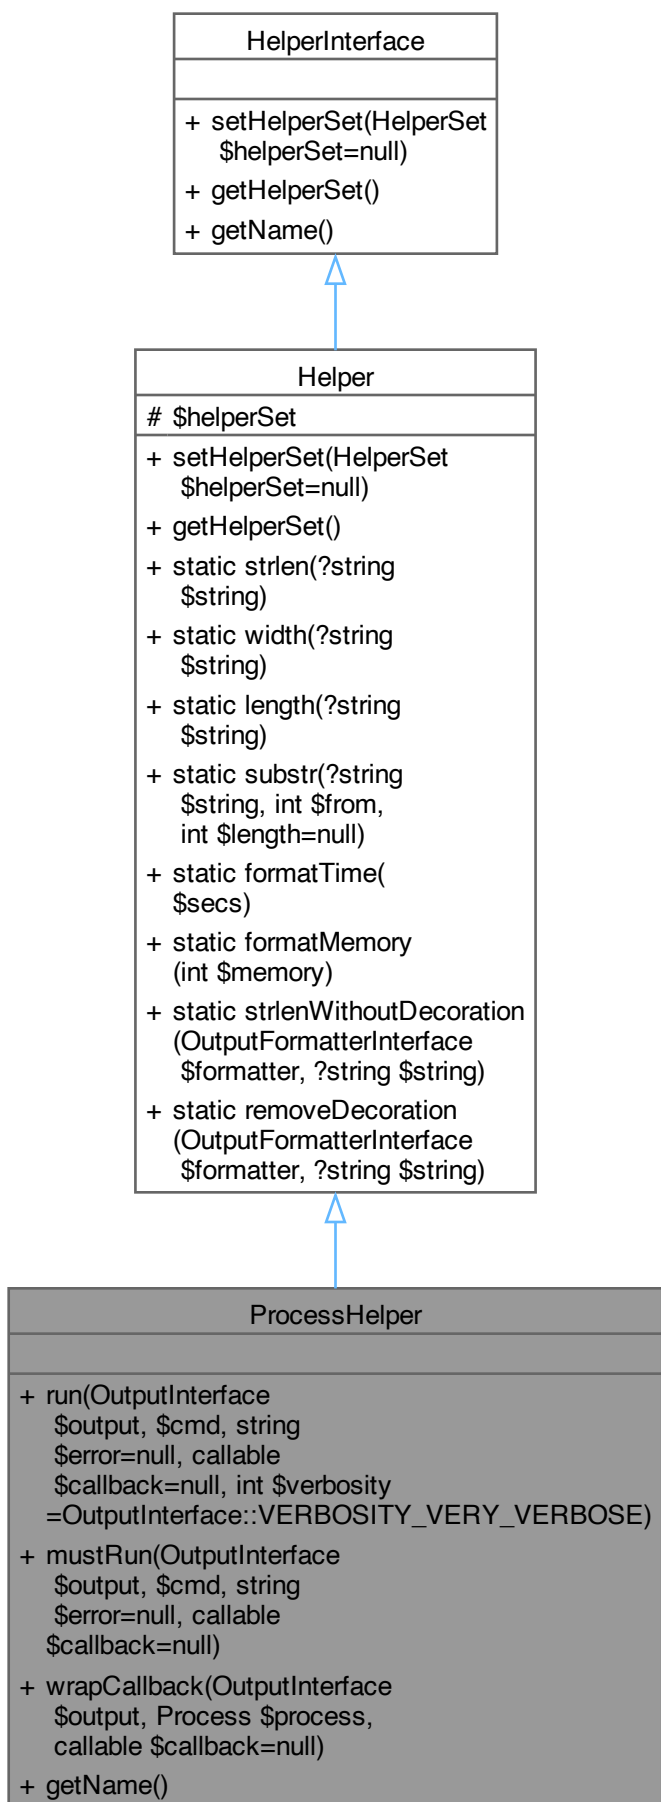 HelperInterface
+ setHelperSet(HelperSet
$helperSet=null)
+ getHelperSet()
+ getName()
Helper
# $helperSet
+ setHelperSet(HelperSet
$helperSet=null)
+ getHelperSet()
+ static strlen(?string
$string)
+ static width(?string
$string)
+ static length(?string
$string)
+ static substr(?string
$string, int $from,
int $length=null)
+ static formatTime(
$secs)
+ static formatMemory
(int $memory)
+ static strlenWithoutDecoration
(OutputFormatterInterface
$formatter, ?string $string)
+ static removeDecoration
(OutputFormatterInterface
$formatter, ?string $string)
ProcessHelper
+ run(OutputInterface
$output, $cmd, string
$error=null, callable
$callback=null, int $verbosity
=OutputInterface::VERBOSITY_VERY_VERBOSE)
+ mustRun(OutputInterface
$output, $cmd, string
$error=null, callable
$callback=null)
+ wrapCallback(OutputInterface
$output, Process $process,
callable $callback=null)
+ getName()